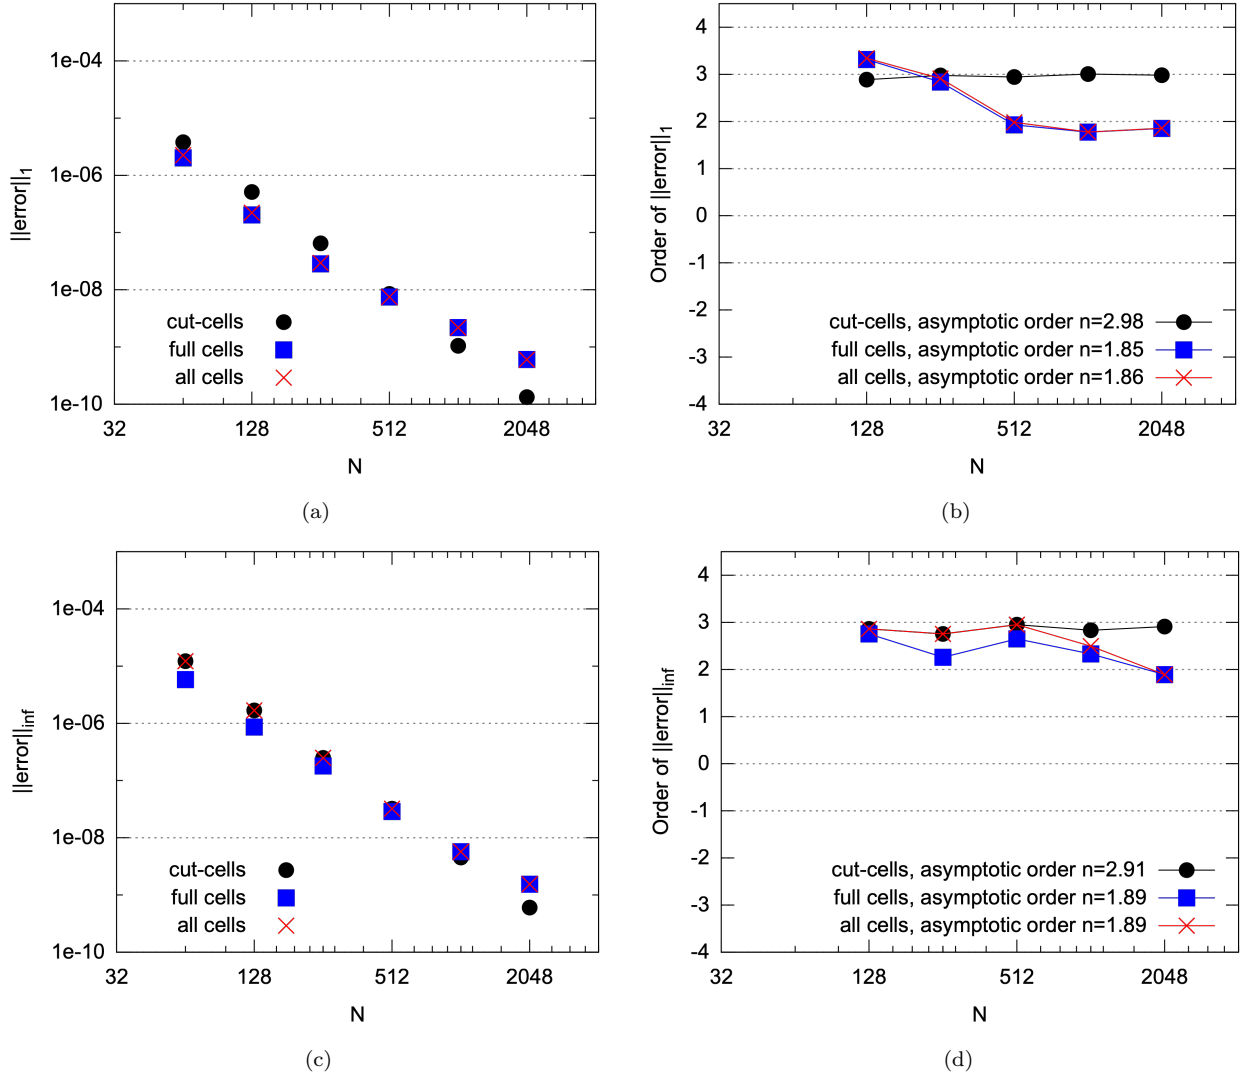 1e-04
1e-06
1e-08
1e-10
||error||1
cut-cells
full cells
all cells
32
128
512
2048
N
(a)
4
3
2
1
0
-1
-2
-3
-4
Order of ||error||1
cut-cells, asymptotic order n=2.98
full cells, asymptotic order n=1.85
all cells, asymptotic order n=1.86
32
128
512
2048
N
(b)
1e-04
1e-06
1e-08
1e-10
||error||inf
cut-cells
full cells
all cells
32
128
512
2048
N
(c)
4
3
2
1
0
-1
-2
-3
-4
Order of ||error||inf
cut-cells, asymptotic order n=2.91
full cells, asymptotic order n=1.89
all cells, asymptotic order n=1.89
32
128
512
2048
N
(d)